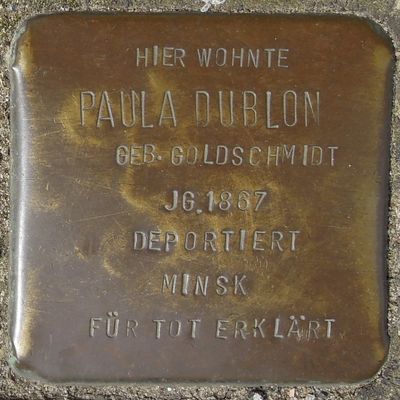 HIER WOHNTE
PAULA DUBLON
GEB. GOLDSCHMIDT
JG. 1867
DEPORTIERT
MINSK
FÜR TOT ERKLÄRT